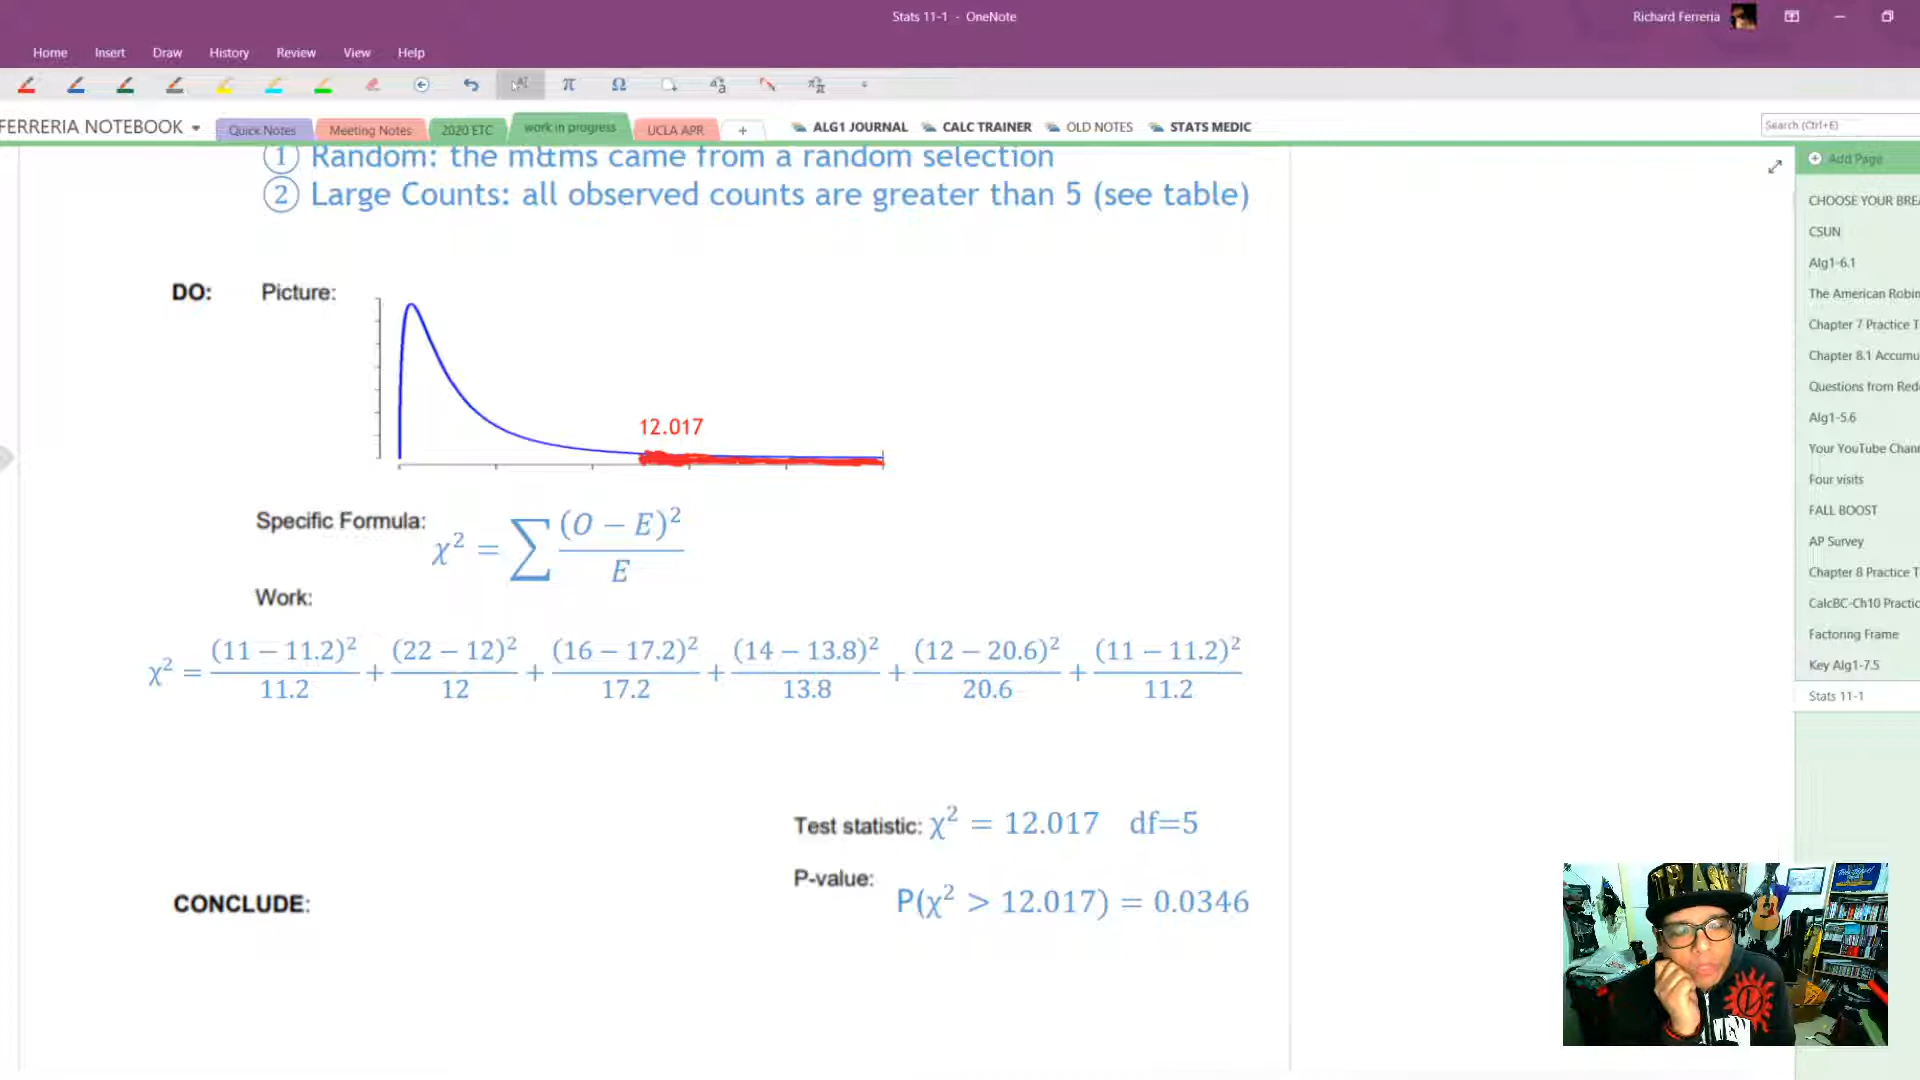 Stats 11-1 - OneNote
Richard Ferreria
Home Insert Draw History Review View Help
FERRERIA NOTEBOOK
Quick Notes
Meeting Notes
2020 ETC
work in progress
UCLA APR
+
ALG1 JOURNAL
CALC TRAINER
OLD NOTES
STATS MEDIC
Search (Ctrl+E)
① Random: the m&ms came from a random selection
② Large Counts: all observed counts are greater than 5 (see table)
DO: Picture:
12.017
Specific Formula: χ² = ∑ (O − E)² / E
Work:
χ² = (11 − 11.2)² / 11.2 + (22 − 12)² / 12 + (16 − 17.2)² / 17.2 + (14 − 13.8)² / 13.8 + (12 − 20.6)² / 20.6 + (11 − 11.2)² / 11.2
Test statistic: χ² = 12.017 df=5
P-value:
P(χ² > 12.017) = 0.0346
CONCLUDE:
Add Page
CHOOSE YOUR BREA
CSUN
Alg1-6.1
The American Robin
Chapter 7 Practice T
Chapter 8.1 Accumu
Questions from Rede
Alg1-5.6
Your YouTube Chann
Four visits
FALL BOOST
AP Survey
Chapter 8 Practice T
CalcBC-Ch10 Practic
Factoring Frame
Key Alg1-7.5
Stats 11-1